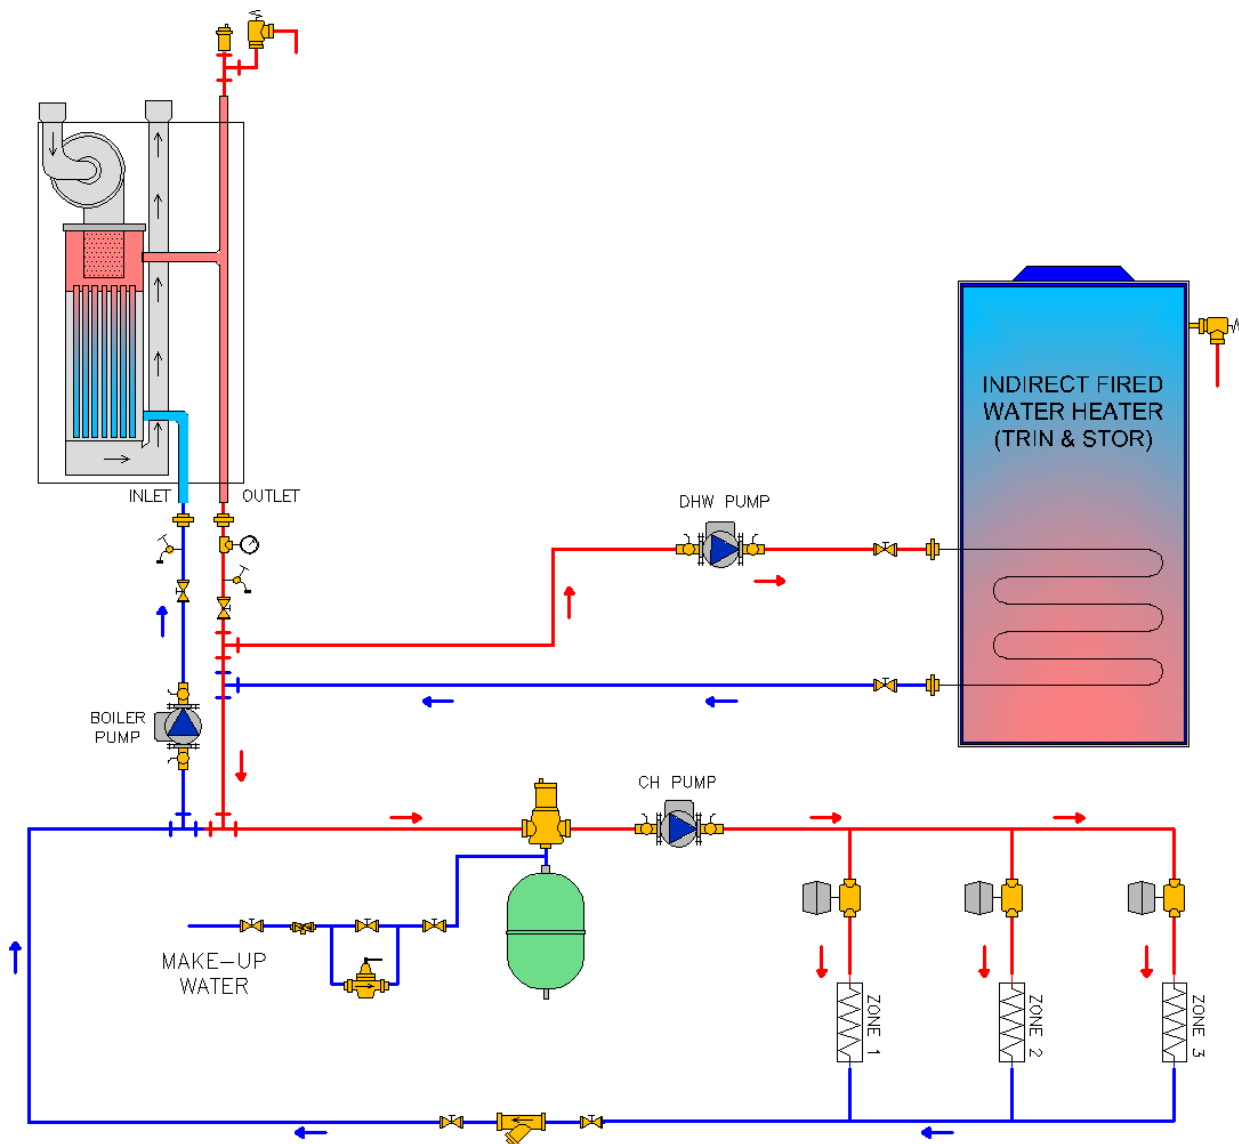 INLET
OUTLET
DHW PUMP
INDIRECT FIRED
WATER HEATER
(TRIN & STOR)
BOILER
PUMP
CH PUMP
MAKE-UP
WATER
ZONE 1
ZONE 2
ZONE 3